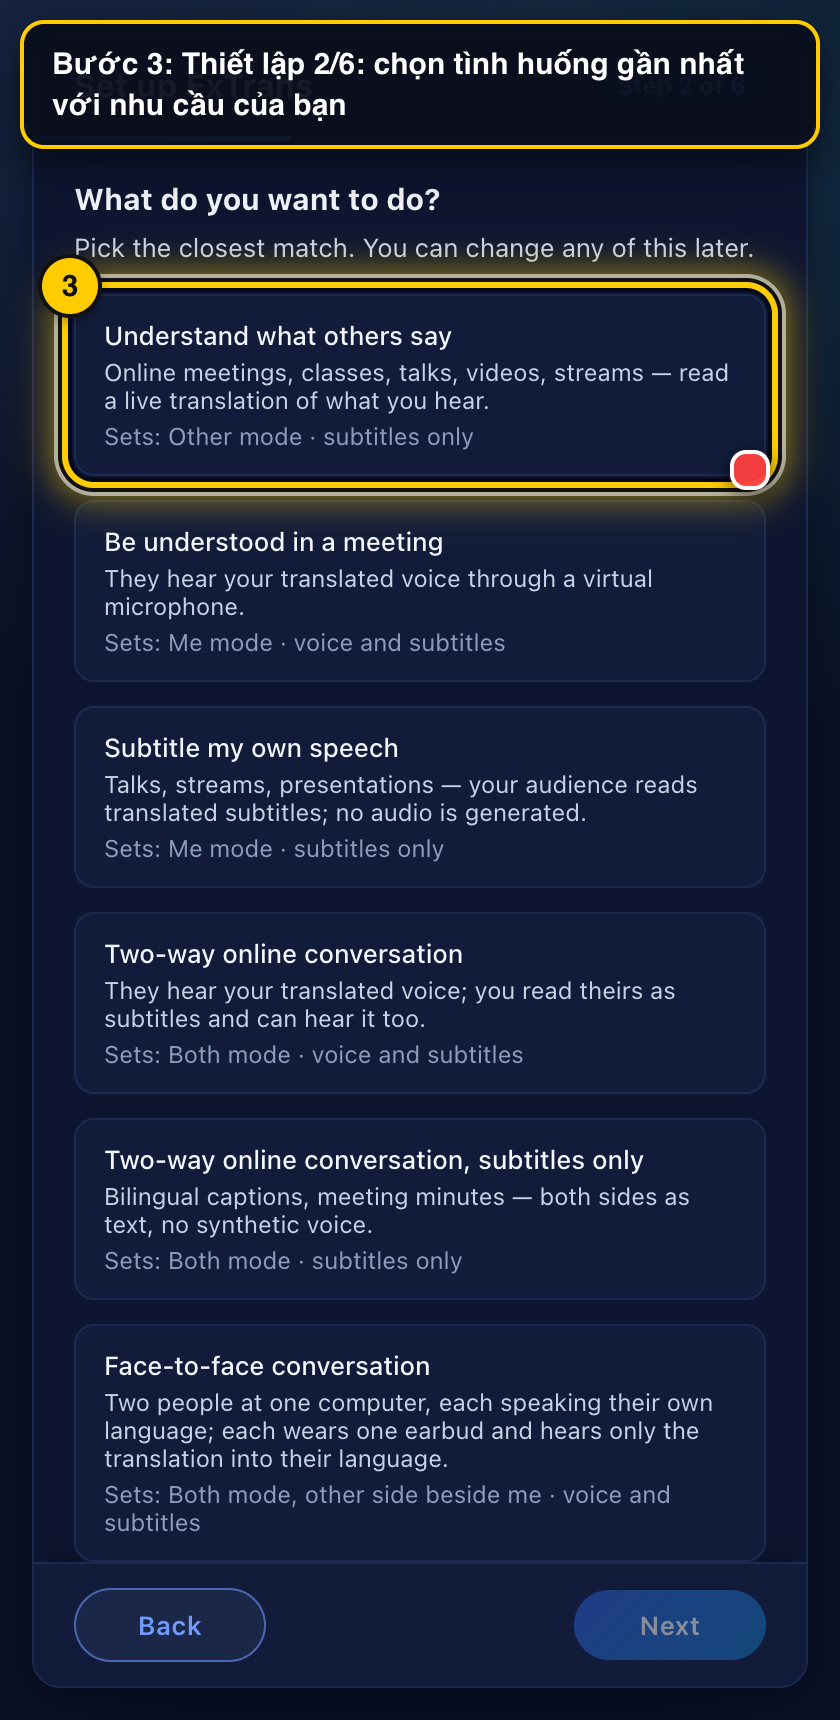 Bước 3: Thiết lập 2/6: chọn tình huống gần nhất
với nhu cầu của bạn
Set up ExTrans
Step 2 of 6
What do you want to do?
Pick the closest match. You can change any of this later.
3
Understand what others say
Online meetings, classes, talks, videos, streams — read
a live translation of what you hear.
Sets: Other mode · subtitles only
Be understood in a meeting
They hear your translated voice through a virtual
microphone.
Sets: Me mode · voice and subtitles
Subtitle my own speech
Talks, streams, presentations — your audience reads
translated subtitles; no audio is generated.
Sets: Me mode · subtitles only
Two-way online conversation
They hear your translated voice; you read theirs as
subtitles and can hear it too.
Sets: Both mode · voice and subtitles
Two-way online conversation, subtitles only
Bilingual captions, meeting minutes — both sides as
text, no synthetic voice.
Sets: Both mode · subtitles only
Face-to-face conversation
Two people at one computer, each speaking their own
language; each wears one earbud and hears only the
translation into their language.
Sets: Both mode, other side beside me · voice and
subtitles
Back
Next